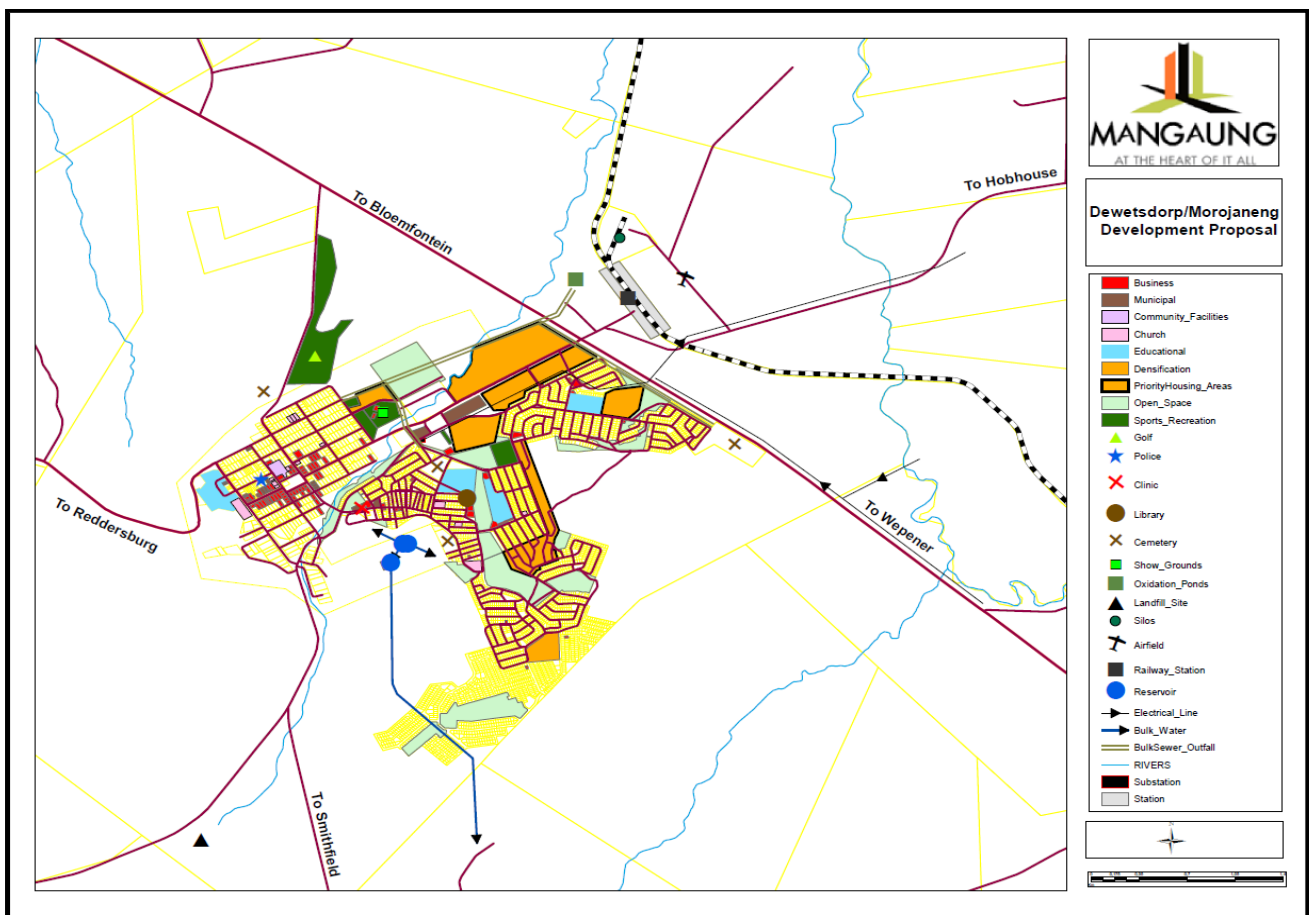 To Bloemfontein
To Hobhouse
To Reddersburg
To Wepener
To Smithfield
MANGAUNG
AT THE HEART OF IT ALL
Dewetsdorp/Morojaneng
Development Proposal
Business
Municipal
Community_Facilities
Church
Educational
Densification
PriorityHousing_Areas
Open_Space
Sports_Recreation
Golf
Police
Clinic
Library
Cemetery
Show_Grounds
Oxidation_Ponds
Landfill_Site
Silos
Airfield
Railway_Station
Reservoir
Electrical_Line
Bulk_Water
BulkSewer_Outfall
RIVERS
Substation
Station